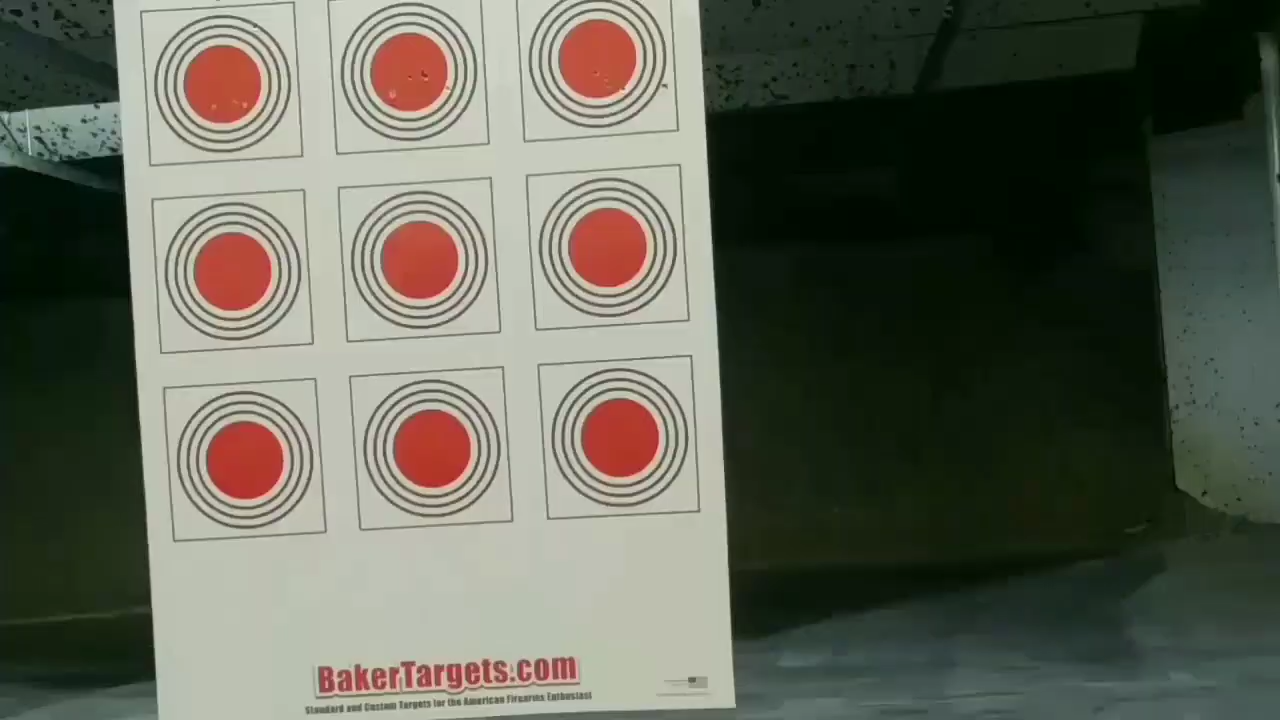 BakerTargets.com
Standard and Custom Targets for the American Firearms Enthusiast